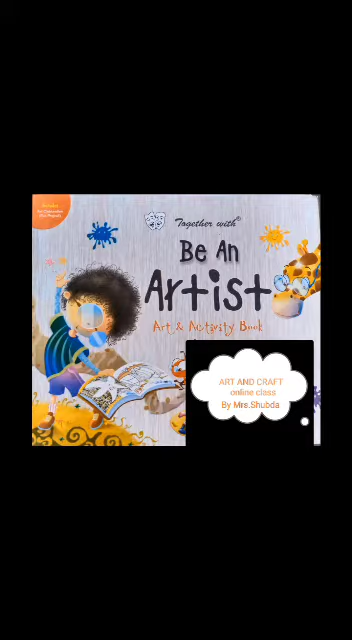 Together with®
Be An
Artist
Art & Activity Book
ART AND CRAFT
online class
By Mrs.Shubda